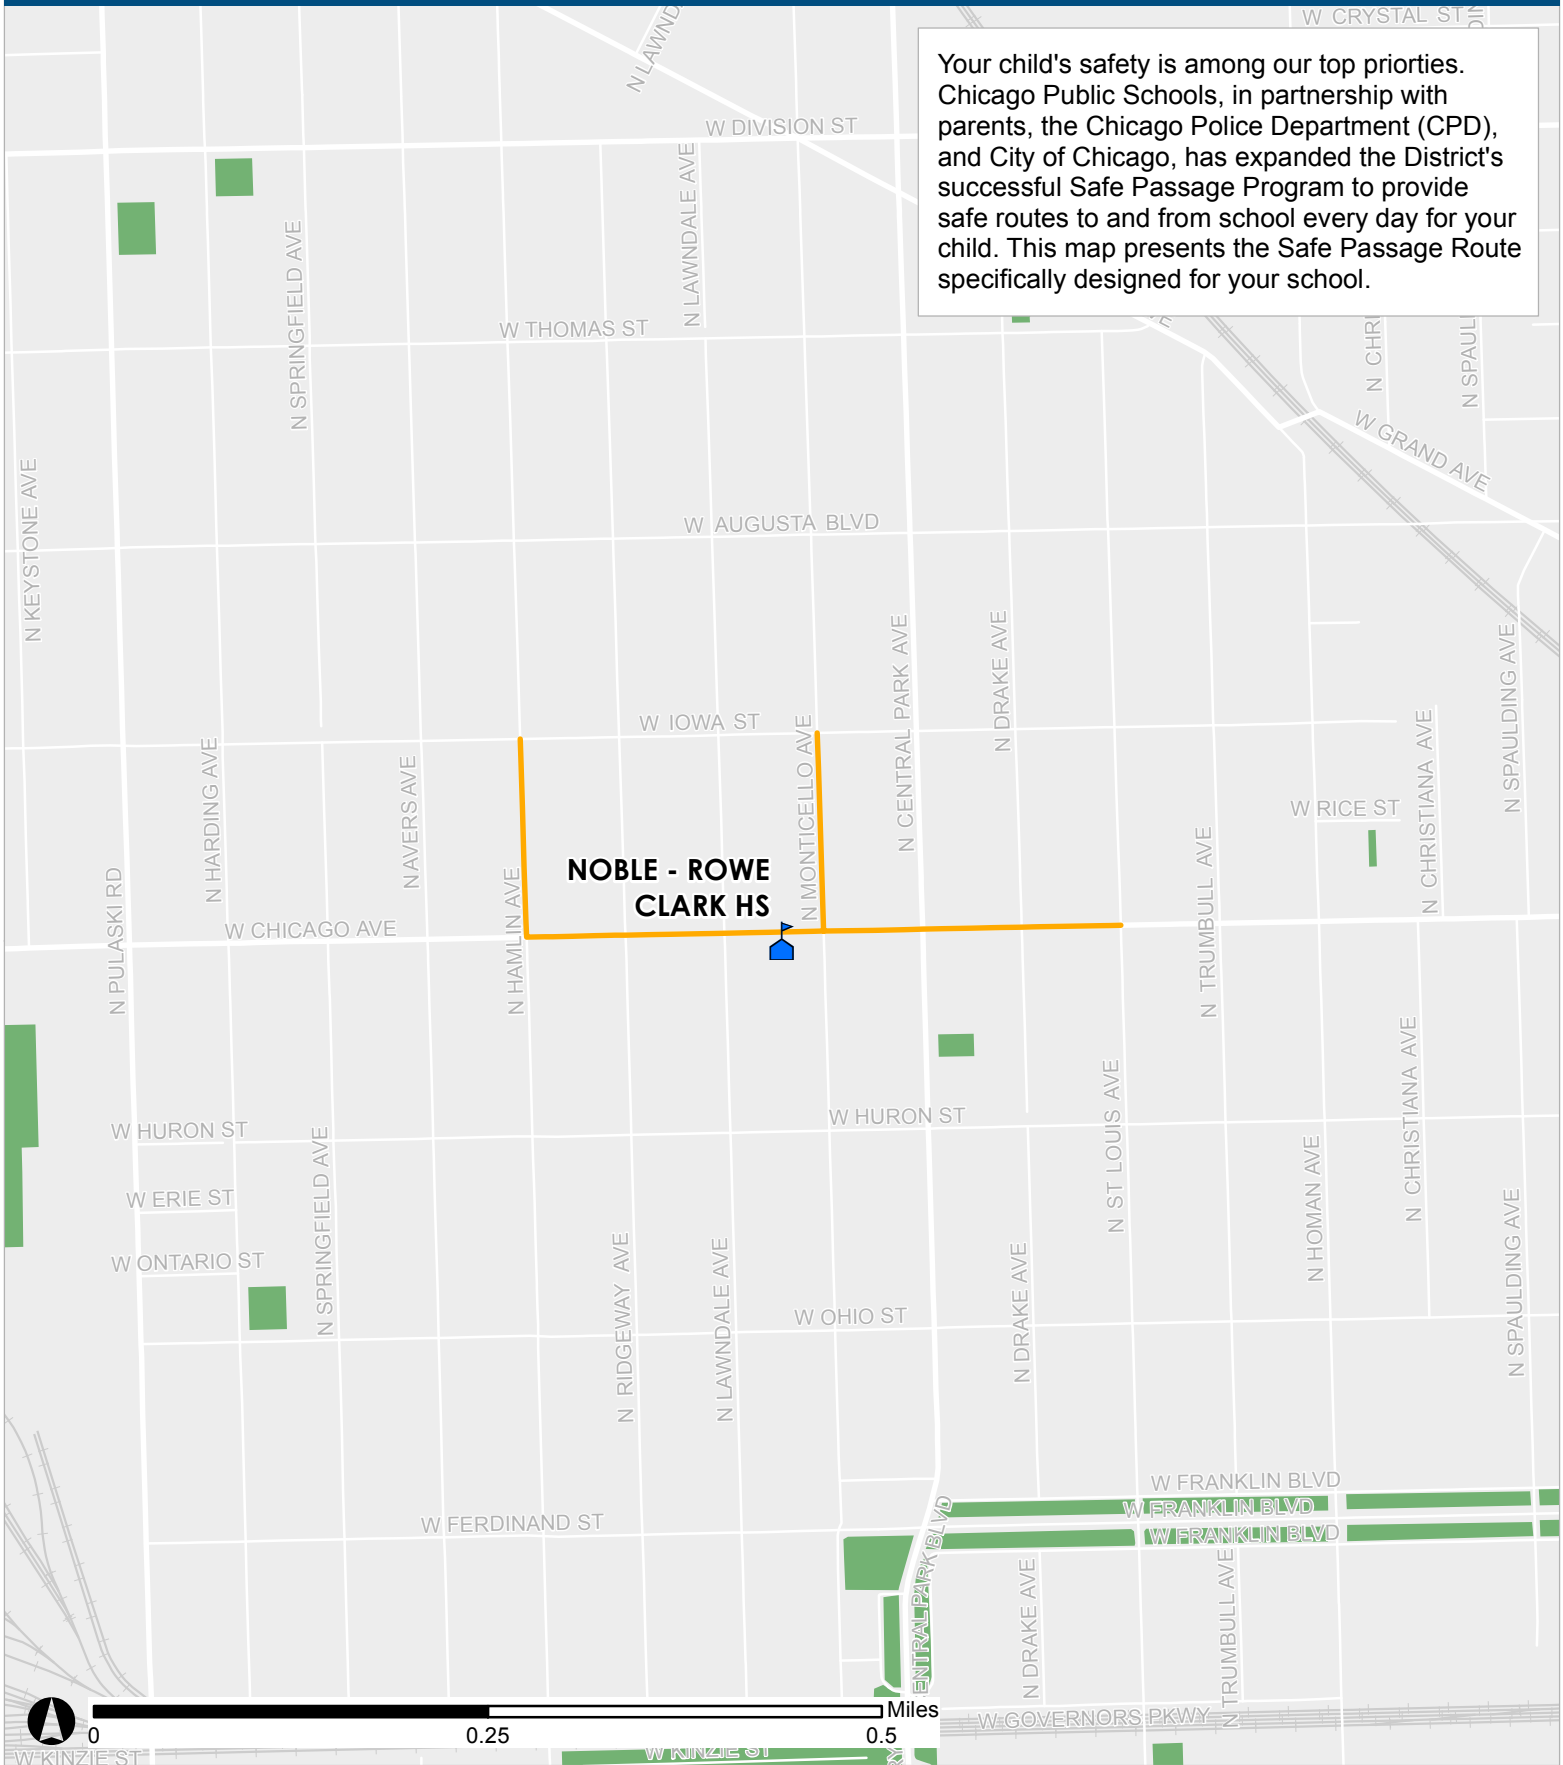 W CRYSTAL ST
N LAWND
Your child's safety is among our top priorties.
Chicago Public Schools, in partnership with
parents, the Chicago Police Department (CPD),
and City of Chicago, has expanded the District's
successful Safe Passage Program to provide
safe routes to and from school every day for your
child. This map presents the Safe Passage Route
specifically designed for your school.
W DIVISION ST
N LAWNDALE AVE
N SPRINGFIELD AVE
W THOMAS ST
N CHRI
N SPAUL
W GRAND AVE
N KEYSTONE AVE
W AUGUSTA BLVD
N CENTRAL PARK AVE
N DRAKE AVE
N SPAULDING AVE
W IOWA ST
N MONTICELLO AVE
N HARDING AVE
N AVERS AVE
W RICE ST
N CHRISTIANA AVE
N TRUMBULL AVE
NOBLE - ROWE
CLARK HS
N PULASKI RD
N HAMLIN AVE
W CHICAGO AVE
W HURON ST
W HURON ST
N ST LOUIS AVE
N CHRISTIANA AVE
N HOMAN AVE
W ERIE ST
N SPRINGFIELD AVE
W ONTARIO ST
N RIDGEWAY AVE
N LAWNDALE AVE
W OHIO ST
N DRAKE AVE
N SPAULDING AVE
W FRANKLIN BLVD
W FRANKLIN BLVD
W FRANKLIN BLVD
W FERDINAND ST
ENTRAL PARK BLVD
N DRAKE AVE
N TRUMBULL AVE
W GOVERNORS PKWY
Miles
0
0.25
0.5
W KINZIE ST
W KINZIE ST